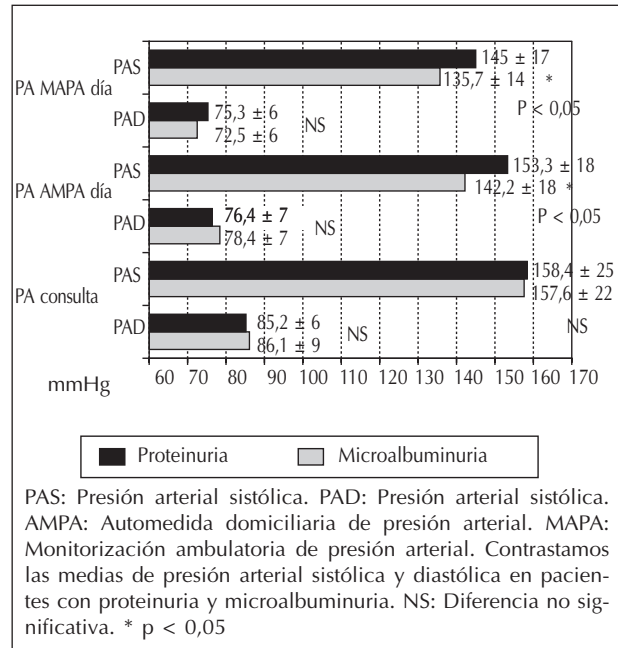 PAS
145 ± 17
PA MAPA día
135,7 ± 14 *
P < 0,05
PAD
75,3 ± 6
NS
72,5 ± 6
PAS
153,3 ± 18
PA AMPA día
142,2 ± 18 *
P < 0,05
PAD
76,4 ± 7
NS
78,4 ± 7
PAS
158,4 ± 25
PA consulta
157,6 ± 22
NS
PAD
85,2 ± 6
NS
86,1 ± 9
mmHg
60 70 80 90 100 110 120 130 140 150 160 170
Proteinuria Microalbuminuria
PAS: Presión arterial sistólica. PAD: Presión arterial sistólica.
AMPA: Automedida domiciliaria de presión arterial. MAPA:
Monitorización ambulatoria de presión arterial. Contrastamos
las medias de presión arterial sistólica y diastólica en pacien-
tes con proteinuria y microalbuminuria. NS: Diferencia no sig-
nificativa. * p < 0,05